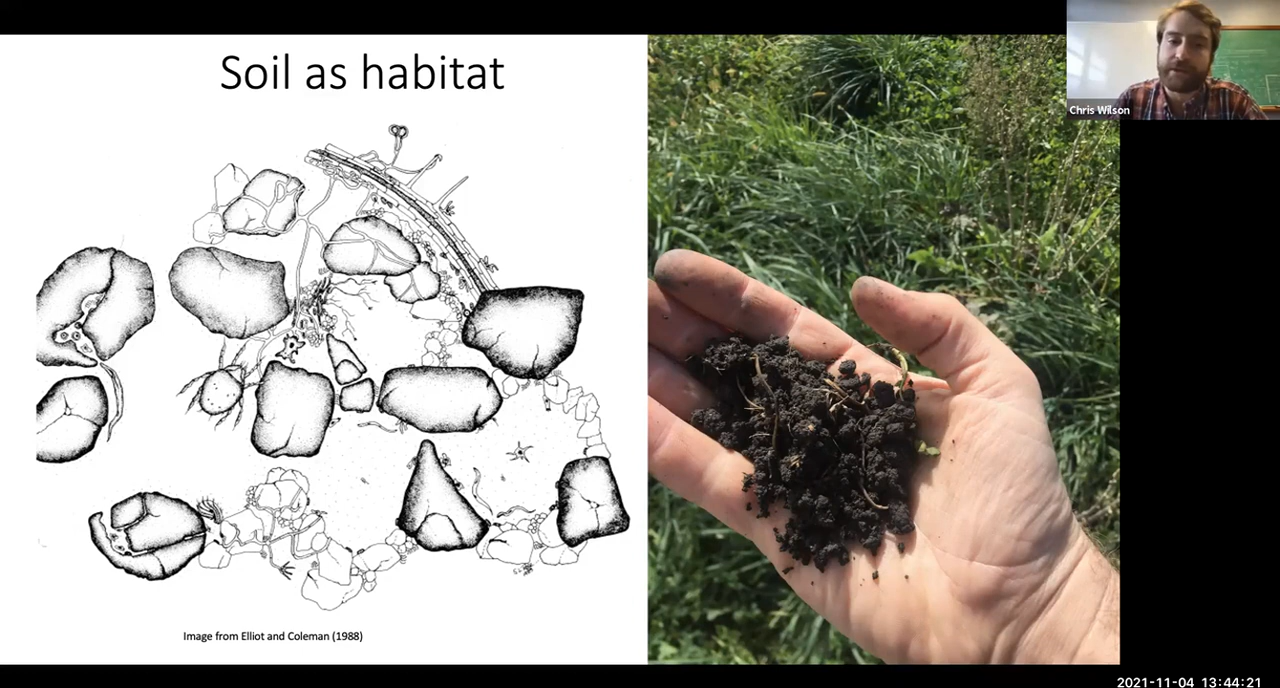 Soil as habitat
Chris Wilson
Image from Elliot and Coleman (1988)
2021-11-04 13:44:21